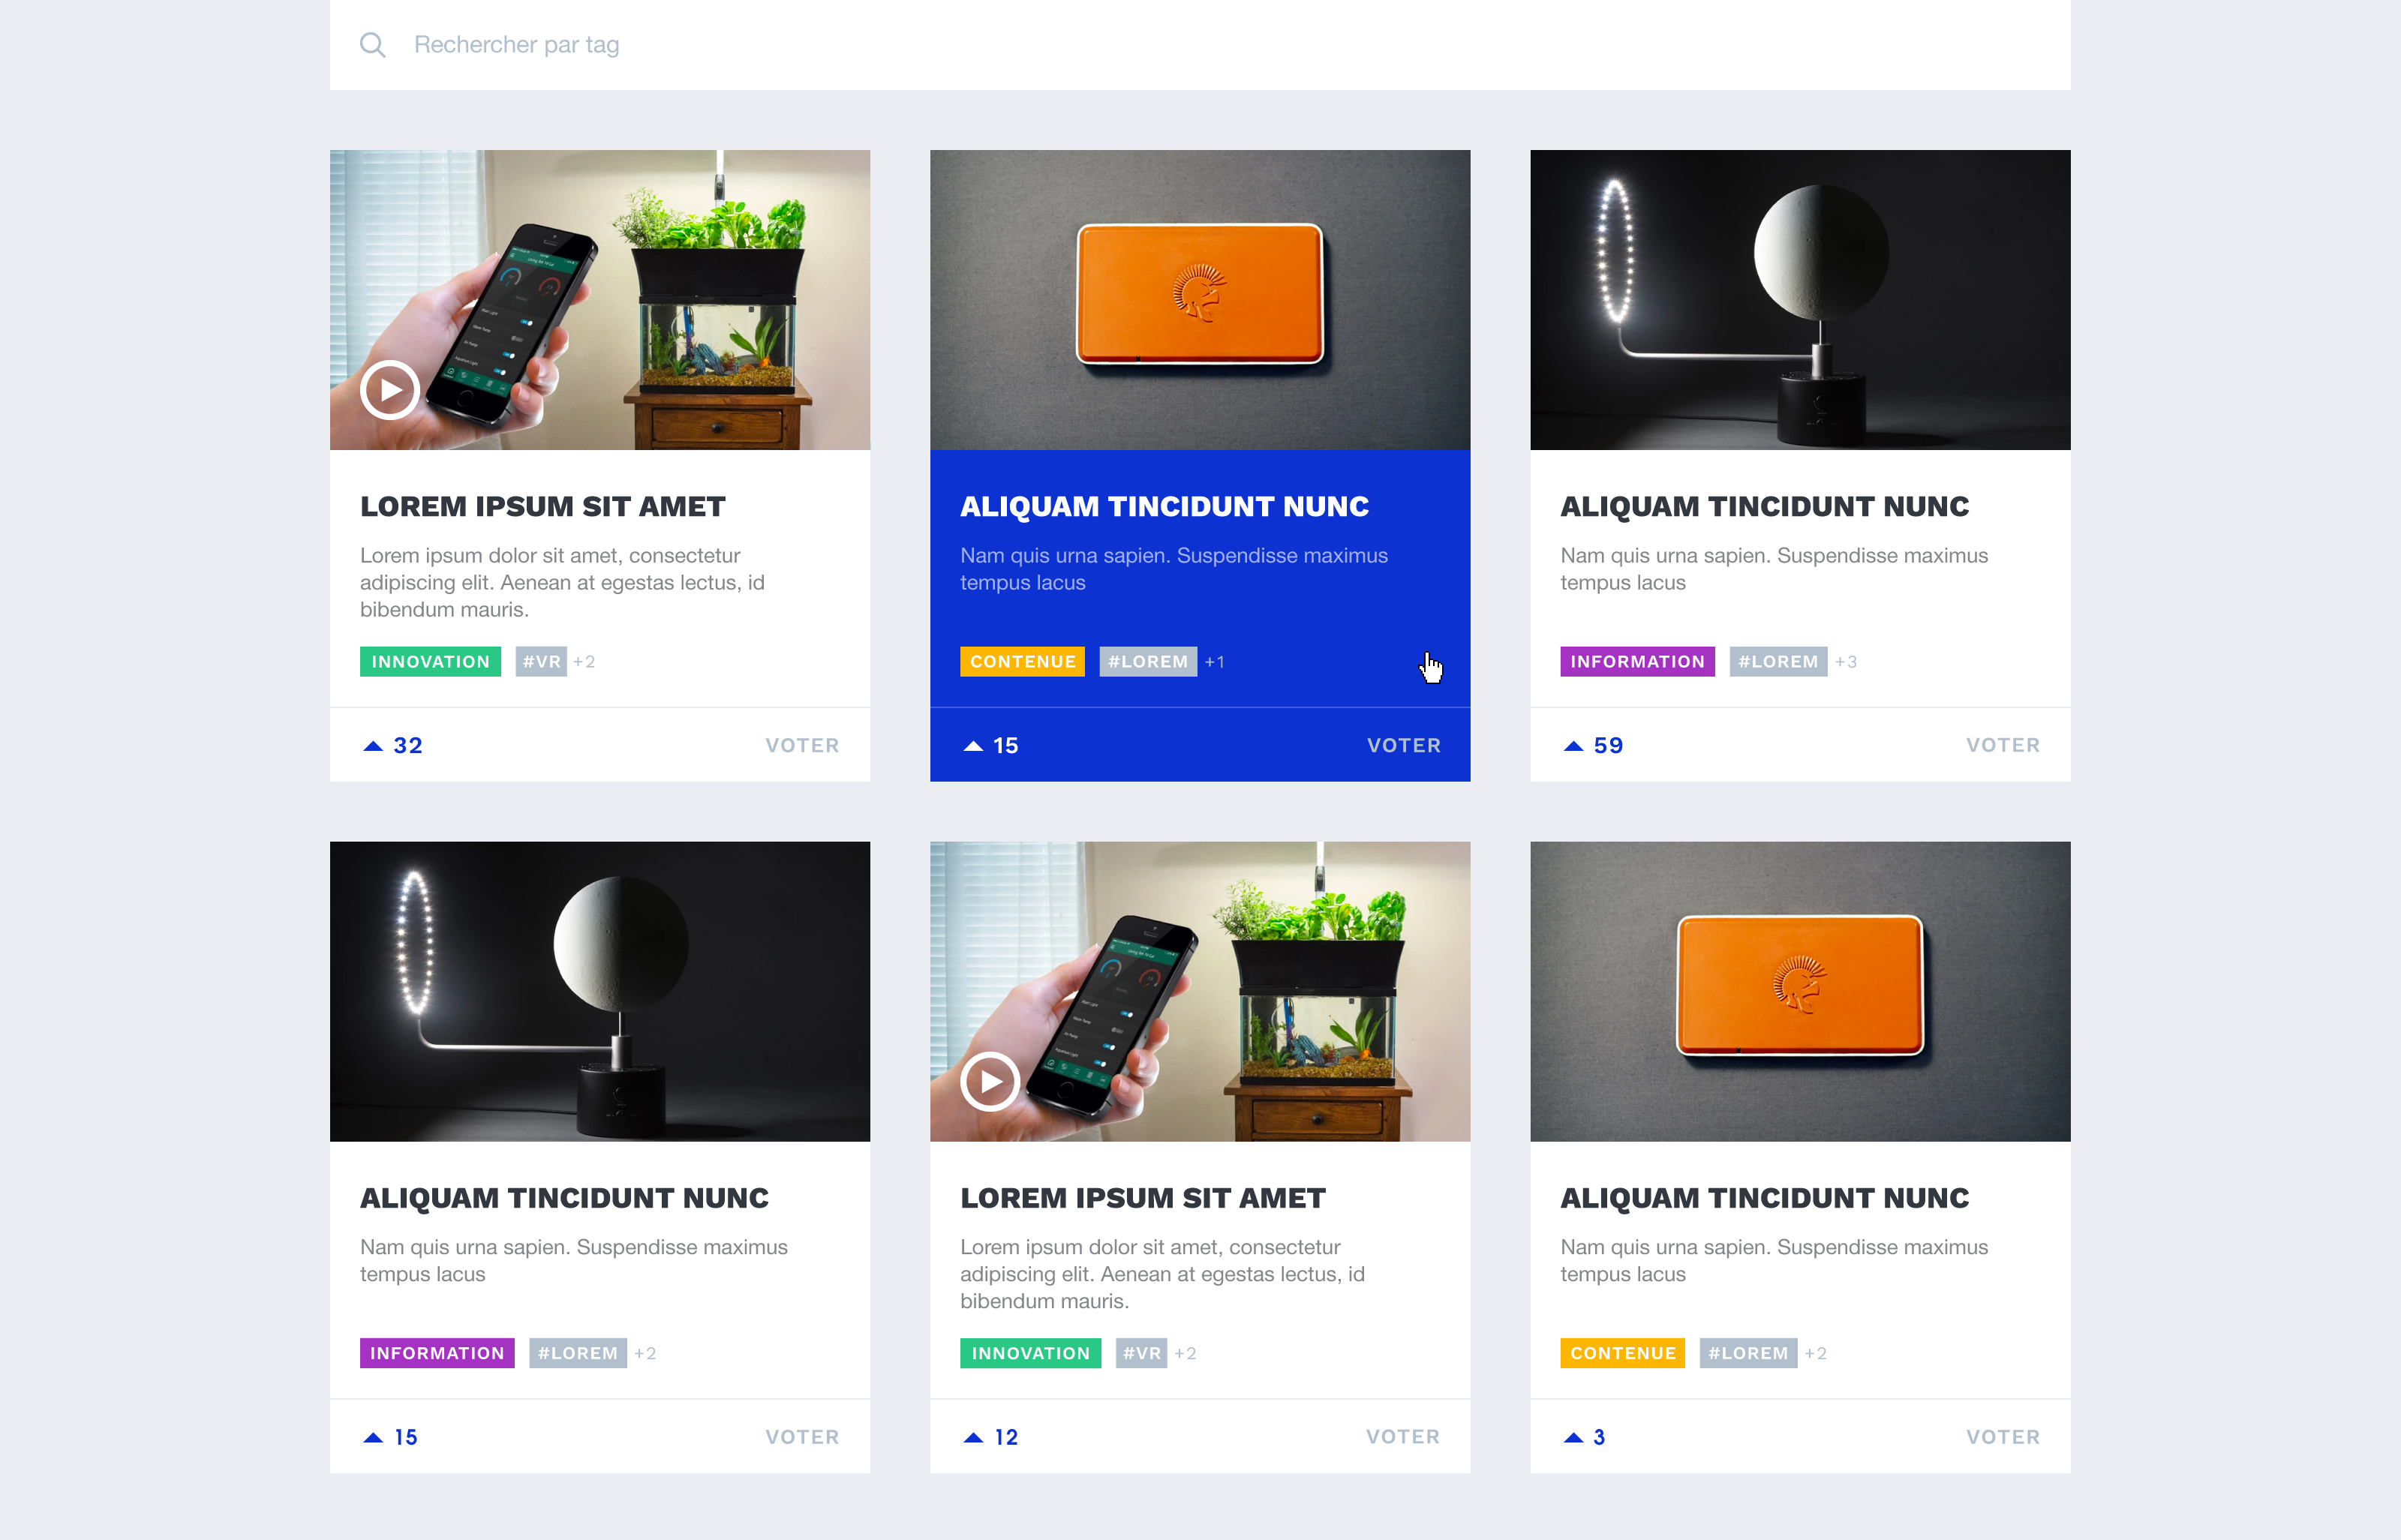 Rechercher par tag
LOREM IPSUM SIT AMET
Lorem ipsum dolor sit amet, consectetur
adipiscing elit. Aenean at egestas lectus, id
bibendum mauris.
INNOVATION #VR +2
32 VOTER
ALIQUAM TINCIDUNT NUNC
Nam quis urna sapien. Suspendisse maximus
tempus lacus
CONTENUE #LOREM +1
15 VOTER
ALIQUAM TINCIDUNT NUNC
Nam quis urna sapien. Suspendisse maximus
tempus lacus
INFORMATION #LOREM +3
59 VOTER
ALIQUAM TINCIDUNT NUNC
Nam quis urna sapien. Suspendisse maximus
tempus lacus
INFORMATION #LOREM +2
15 VOTER
LOREM IPSUM SIT AMET
Lorem ipsum dolor sit amet, consectetur
adipiscing elit. Aenean at egestas lectus, id
bibendum mauris.
INNOVATION #VR +2
12 VOTER
ALIQUAM TINCIDUNT NUNC
Nam quis urna sapien. Suspendisse maximus
tempus lacus
CONTENUE #LOREM +2
3 VOTER